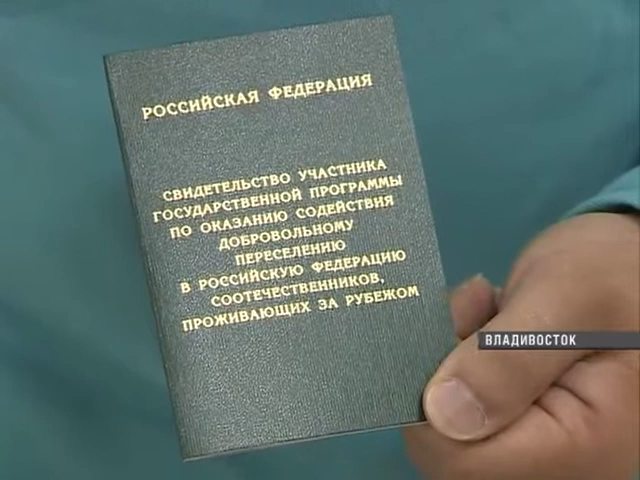 РОССИЙСКАЯ ФЕДЕРАЦИЯ
СВИДЕТЕЛЬСТВО УЧАСТНИКА
ГОСУДАРСТВЕННОЙ ПРОГРАММЫ
ПО ОКАЗАНИЮ СОДЕЙСТВИЯ
ДОБРОВОЛЬНОМУ
ПЕРЕСЕЛЕНИЮ
В РОССИЙСКУЮ ФЕДЕРАЦИЮ
СООТЕЧЕСТВЕННИКОВ,
ПРОЖИВАЮЩИХ ЗА РУБЕЖОМ
ВЛАДИВОСТОК